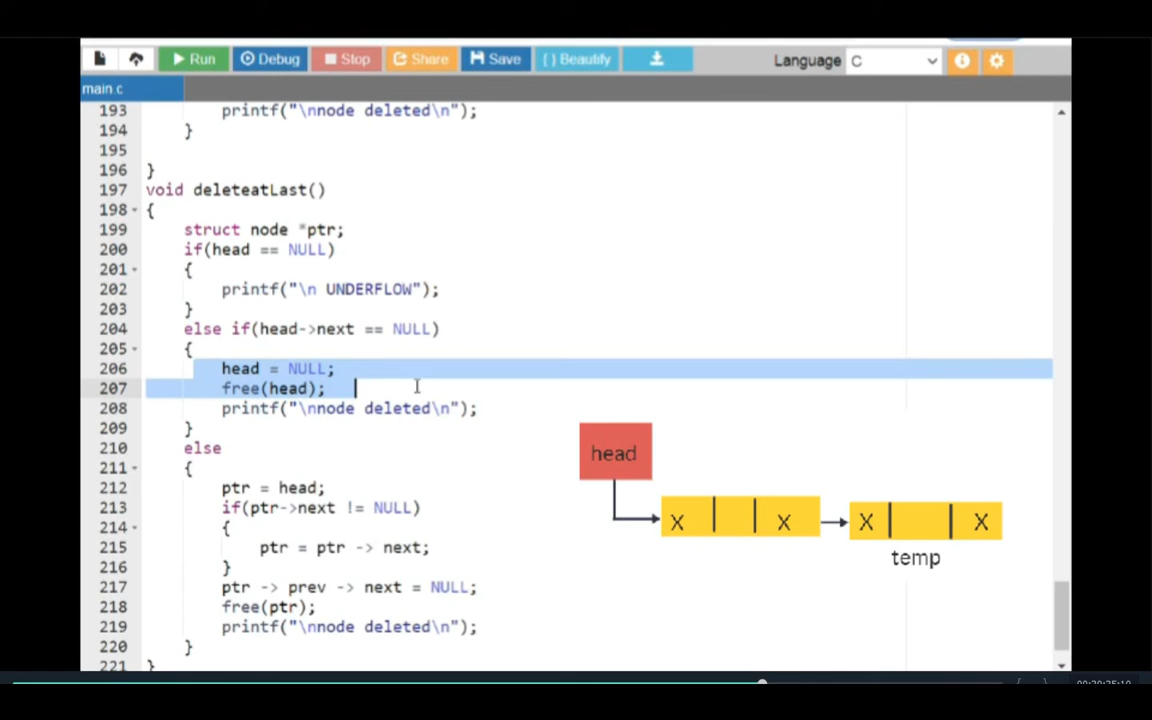 Run Debug Stop Share Save { } Beautify Language C
main.c
193 printf("\nnode deleted\n");
194 }
195
196 }
197 void deleteatLast()
198 {
199 struct node *ptr;
200 if(head == NULL)
201 {
202 printf("\n UNDERFLOW");
203 }
204 else if(head->next == NULL)
205 {
206 head = NULL;
207 free(head);
208 printf("\nnode deleted\n");
209 }
210 else
211 {
212 ptr = head;
213 if(ptr->next != NULL)
214 {
215 ptr = ptr -> next;
216 }
217 ptr -> prev -> next = NULL;
218 free(ptr);
219 printf("\nnode deleted\n");
220 }
221 }
head
X X X X
temp